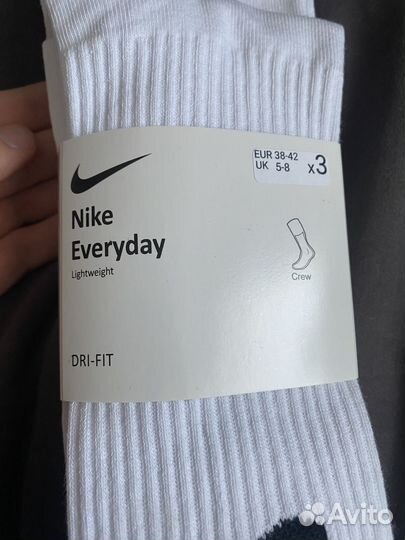 EUR 38-42
UK 5-8
x3
Nike
Everyday
Lightweight
Crew
DRI-FIT
Avito